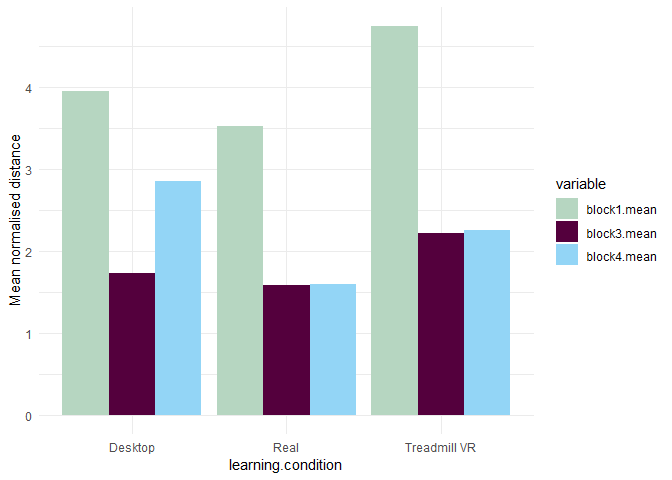 Mean normalised distance
4
3
2
1
0
Desktop
Real
Treadmill VR
learning.condition
variable
block1.mean
block3.mean
block4.mean